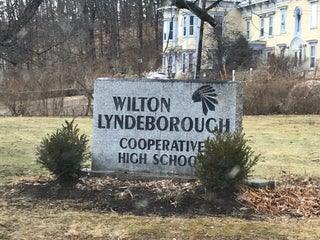 WILTON
LYNDEBOROUGH
COOPERATIVE
HIGH SCHOOL